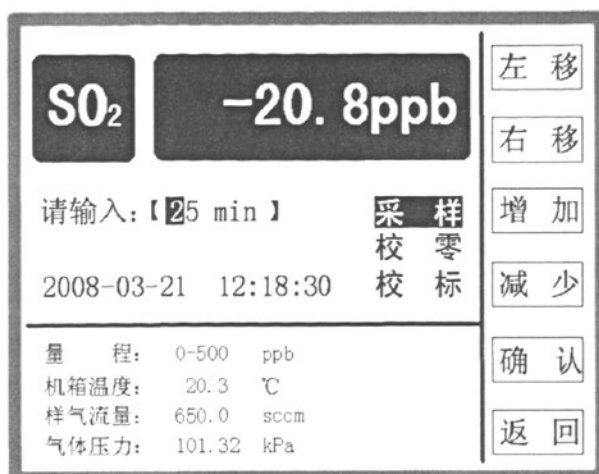 SO₂ -20.8ppb
请输入:【25 min】
采 样
校 零
2008-03-21 12:18:30 校 标
量 程: 0-500 ppb
机箱温度: 20.3 ℃
样气流量: 650.0 sccm
气体压力: 101.32 kPa
左 移
右 移
增 加
减 少
确 认
返 回